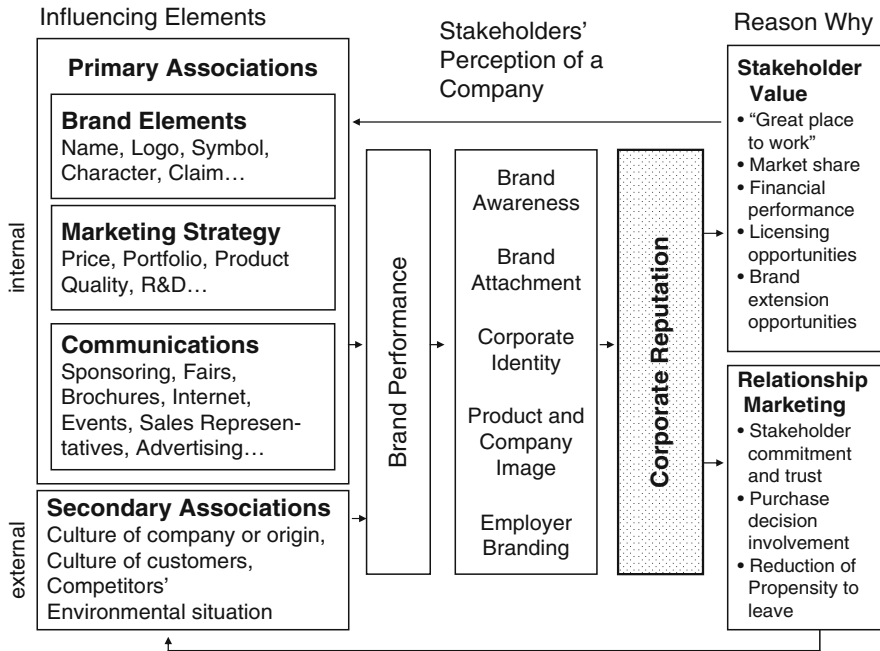 Influencing Elements
Stakeholders'
Perception of a
Company
Reason Why
internal
Primary Associations
Brand Elements
Name, Logo, Symbol,
Character, Claim…
Marketing Strategy
Price, Portfolio, Product
Quality, R&D…
Communications
Sponsoring, Fairs,
Brochures, Internet,
Events, Sales Represen-
tatives, Advertising…
external
Secondary Associations
Culture of company or origin,
Culture of customers,
Competitors'
Environmental situation
Brand Performance
Brand
Awareness
Brand
Attachment
Corporate
Identity
Product and
Company
Image
Employer
Branding
Corporate Reputation
Stakeholder
Value
• “Great place
to work”
• Market share
• Financial
performance
• Licensing
opportunities
• Brand
extension
opportunities
Relationship
Marketing
• Stakeholder
commitment
and trust
• Purchase
decision
involvement
• Reduction of
Propensity to
leave